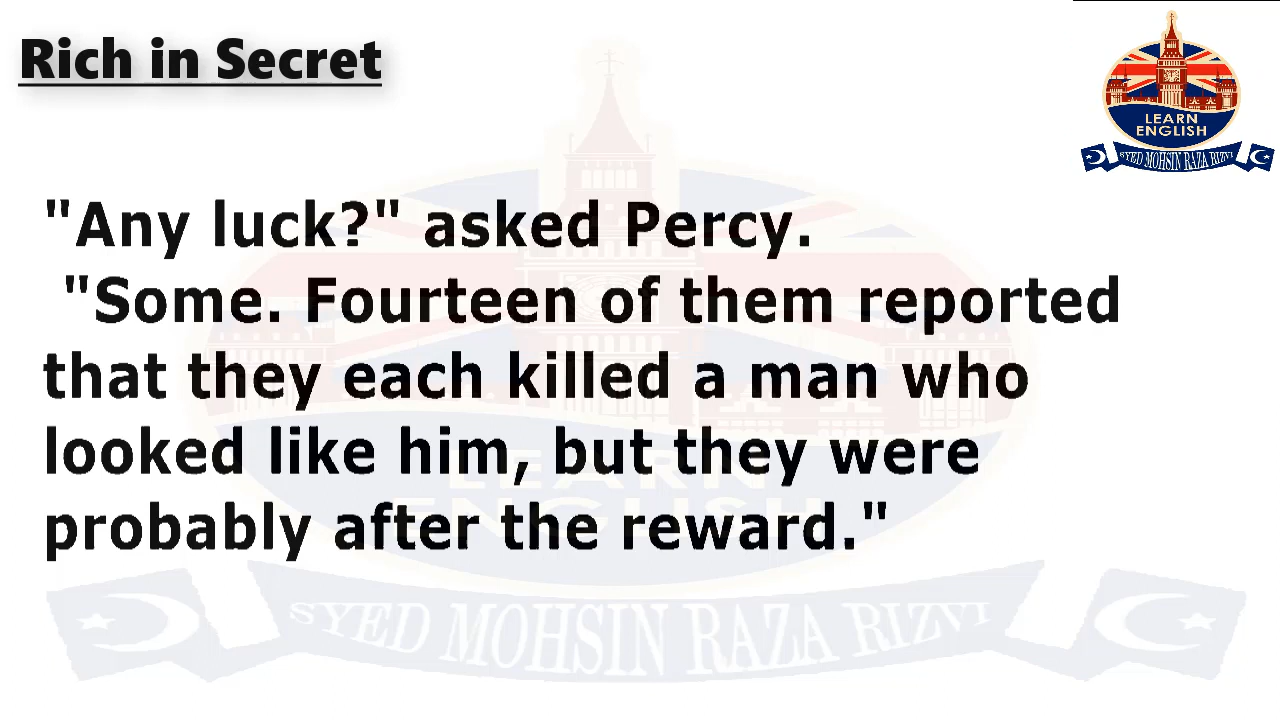 Rich in Secret
LEARN
ENGLISH
SYED MOHSIN RAZA RIZVI
"Any luck?" asked Percy.
"Some. Fourteen of them reported
that they each killed a man who
looked like him, but they were
probably after the reward."
LEARN
ENGLISH
SYED MOHSIN RAZA RIZVI